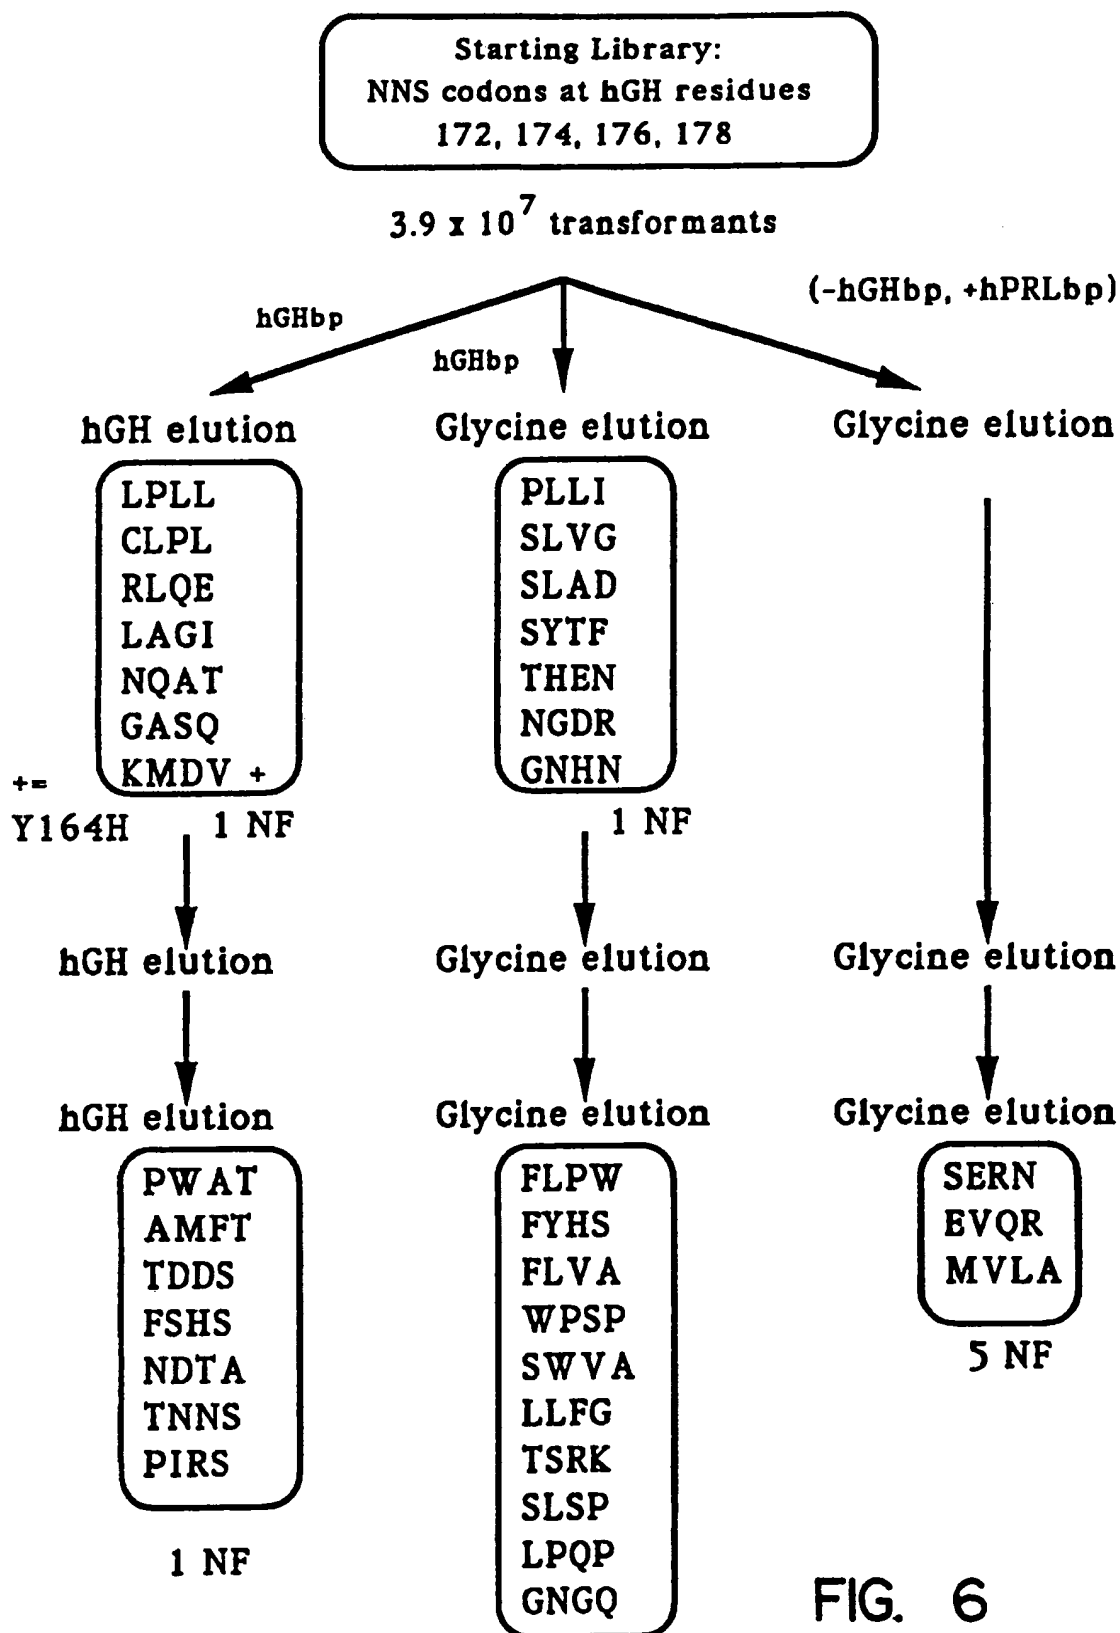 Starting Library:
NNS codons at hGH residues
172, 174, 176, 178
3.9 x 10^7 transformants
(-hGHbp, +hPRLbp)
hGHbp
hGHbp
hGH elution
Glycine elution
Glycine elution
LPLL
CLPL
RLQE
LAGI
NQAT
GASQ
KMDV +
+=
Y164H
1 NF
PLLI
SLVG
SLAD
SYTF
THEN
NGDR
GNHN
1 NF
hGH elution
Glycine elution
Glycine elution
hGH elution
Glycine elution
Glycine elution
PWAT
AMFT
TDDS
FSHS
NDTA
TNNS
PIRS
1 NF
FLPW
FYHS
FLVA
WPSP
SWVA
LLFG
TSRK
SLSP
LPQP
GNGQ
SERN
EVQR
MVLA
5 NF
FIG. 6